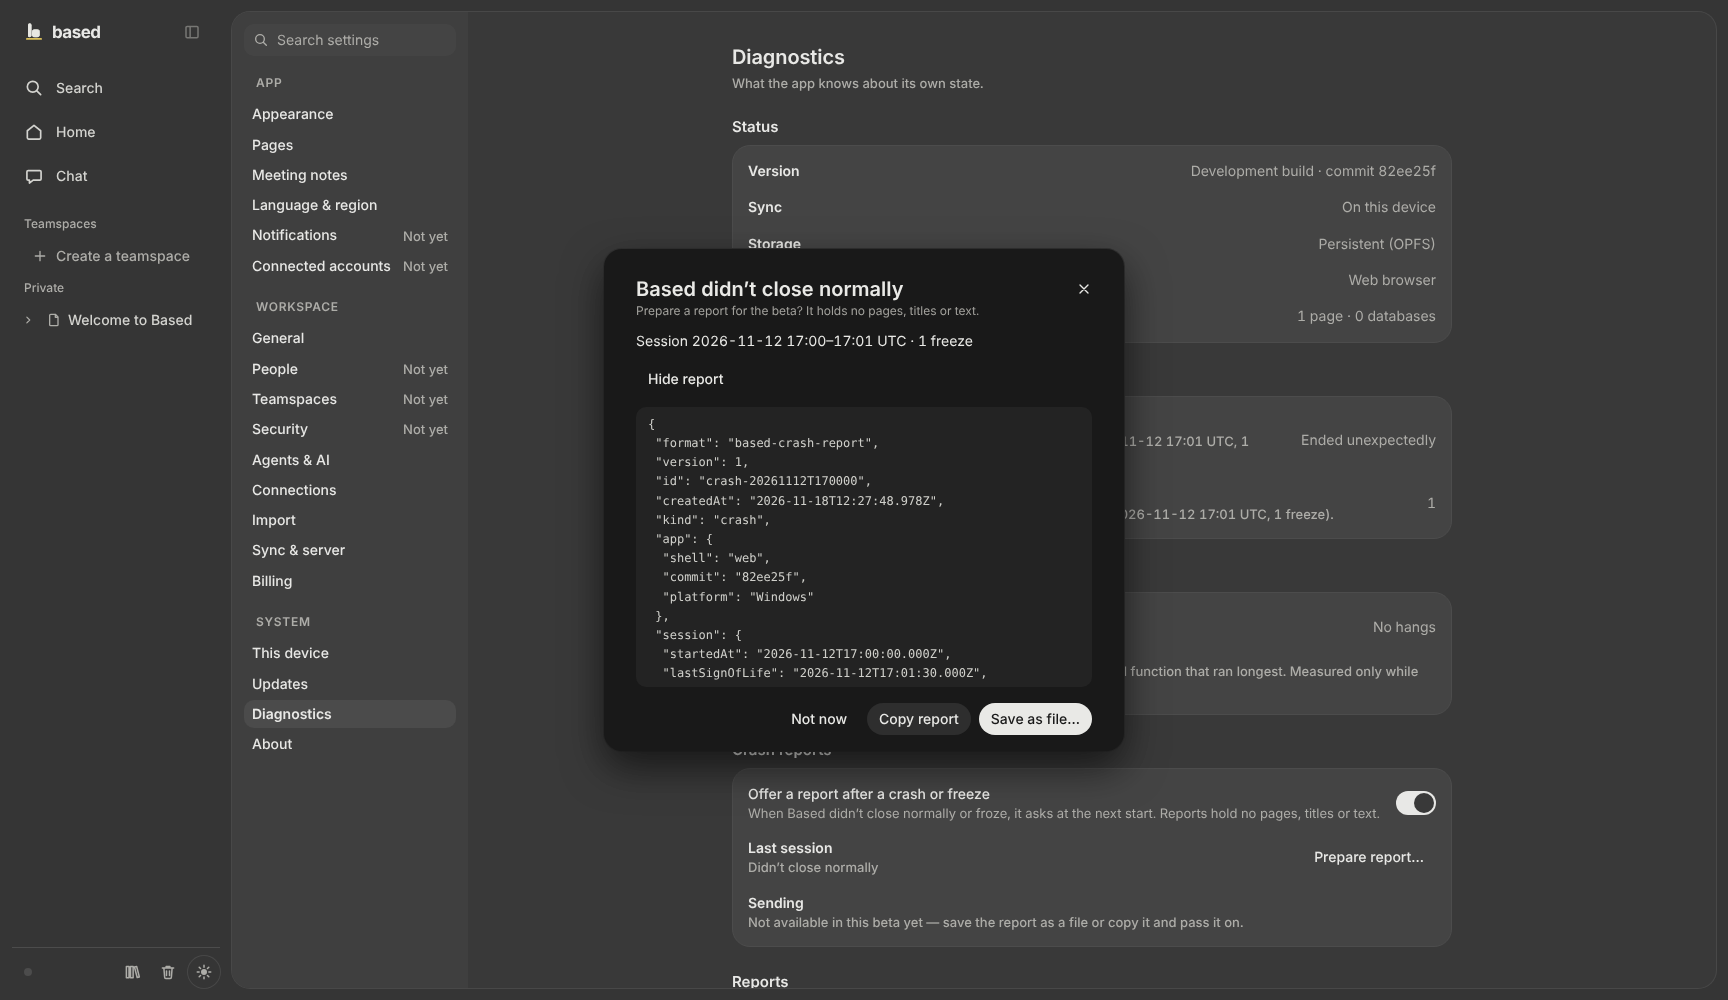 based
Search
Home
Chat
Teamspaces
Create a teamspace
Private
Welcome to Based
Search settings
APP
Appearance
Pages
Meeting notes
Language & region
Notifications Not yet
Connected accounts Not yet
WORKSPACE
General
People Not yet
Teamspaces Not yet
Security Not yet
Agents & AI
Connections
Import
Sync & server
Billing
SYSTEM
This device
Updates
Diagnostics
About
Diagnostics
What the app knows about its own state.
Status
Version Development build · commit 82ee25f
Sync On this device
Storage Persistent (OPFS)
Web browser
1 page · 0 databases
11-12 17:01 UTC, 1 Ended unexpectedly
1
26-11-12 17:01 UTC, 1 freeze).
No hangs
function that ran longest. Measured only while
Based didn’t close normally
Prepare a report for the beta? It holds no pages, titles or text.
Session 2026-11-12 17:00–17:01 UTC · 1 freeze
Hide report
{
"format": "based-crash-report",
"version": 1,
"id": "crash-20261112T170000",
"createdAt": "2026-11-18T12:27:48.978Z",
"kind": "crash",
"app": {
"shell": "web",
"commit": "82ee25f",
"platform": "Windows"
},
"session": {
"startedAt": "2026-11-12T17:00:00.000Z",
"lastSignOfLife": "2026-11-12T17:01:30.000Z",
Not now
Copy report
Save as file…
Crash reports
Offer a report after a crash or freeze
When Based didn’t close normally or froze, it asks at the next start. Reports hold no pages, titles or text.
Last session
Didn’t close normally
Prepare report…
Sending
Not available in this beta yet — save the report as a file or copy it and pass it on.
Reports